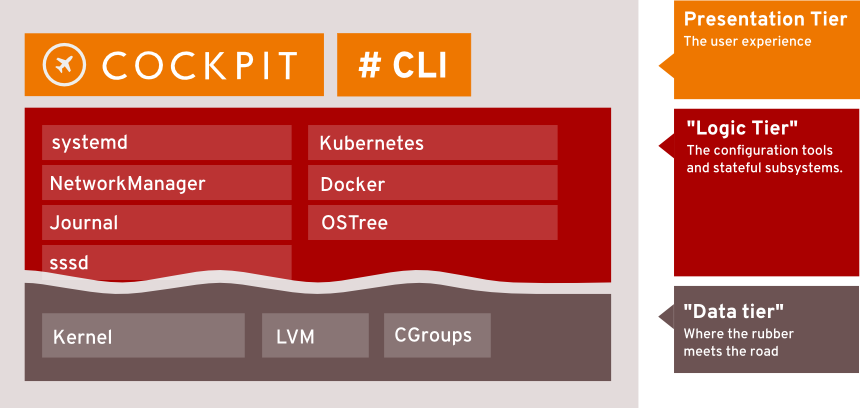 COCKPIT
# CLI
systemd
NetworkManager
Journal
sssd
Kubernetes
Docker
OSTree
Kernel
LVM
CGroups
Presentation Tier
The user experience
"Logic Tier"
The configuration tools
and stateful subsystems.
"Data tier"
Where the rubber
meets the road